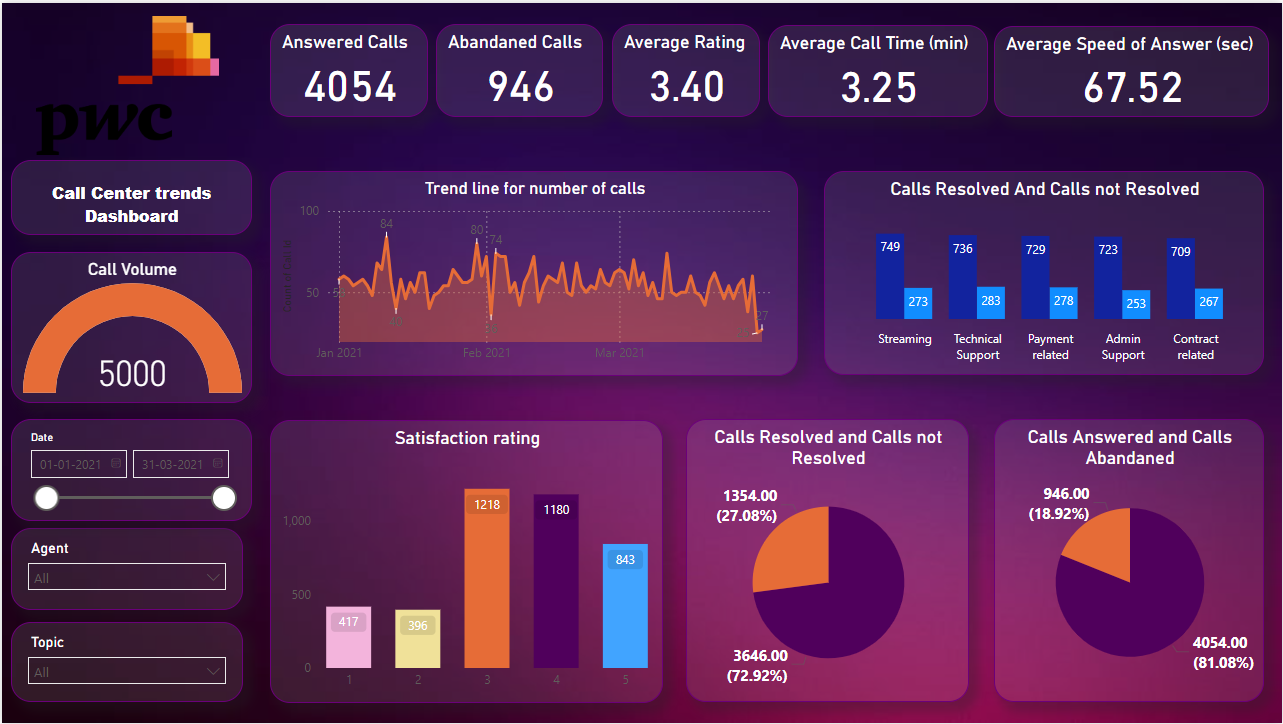 pwc
Answered Calls
4054
Abandaned Calls
946
Average Rating
3.40
Average Call Time (min)
3.25
Average Speed of Answer (sec)
67.52
Call Center trends
Dashboard
Call Volume
5000
Date
01-01-2021
31-03-2021
Agent
All
Topic
All
Trend line for number of calls
100
50
84
80
74
27
Jan 2021
Feb 2021
Mar 2021
Calls Resolved And Calls not Resolved
749
273
736
283
729
278
723
253
709
267
Streaming
Technical
Support
Payment
related
Admin
Support
Contract
related
Satisfaction rating
1,000
500
0
417
396
1218
1180
843
1
2
3
4
5
Calls Resolved and Calls not
Resolved
1354.00
(27.08%)
3646.00
(72.92%)
Calls Answered and Calls
Abandaned
946.00
(18.92%)
4054.00
(81.08%)